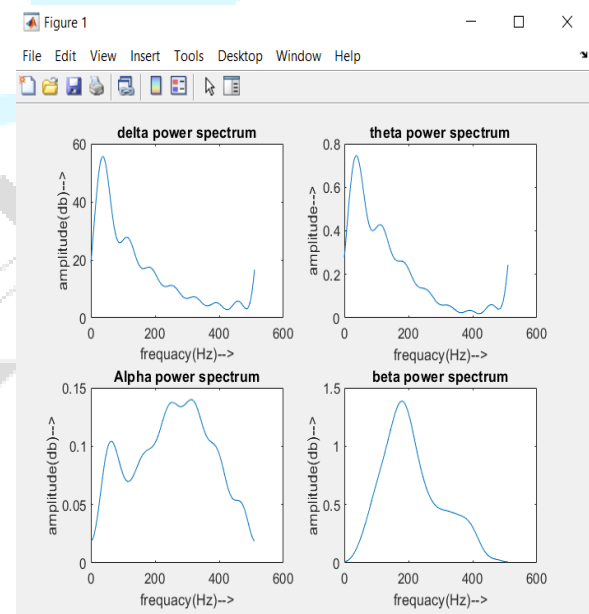 Figure 1
File Edit View Insert Tools Desktop Window Help
delta power spectrum
60
40
20
0
amplitude(db)-->
0 200 400 600
frequacy(Hz)-->
theta power spectrum
0.8
0.6
0.4
0.2
0
amplitude-->
0 200 400 600
frequacy(Hz)-->
Alpha power spectrum
0.15
0.1
0.05
0
amplitude(db)-->
0 200 400 600
frequacy(Hz)-->
beta power spectrum
1.5
1
0.5
0
amplitude(db)-->
0 200 400 600
frequacy(Hz)-->